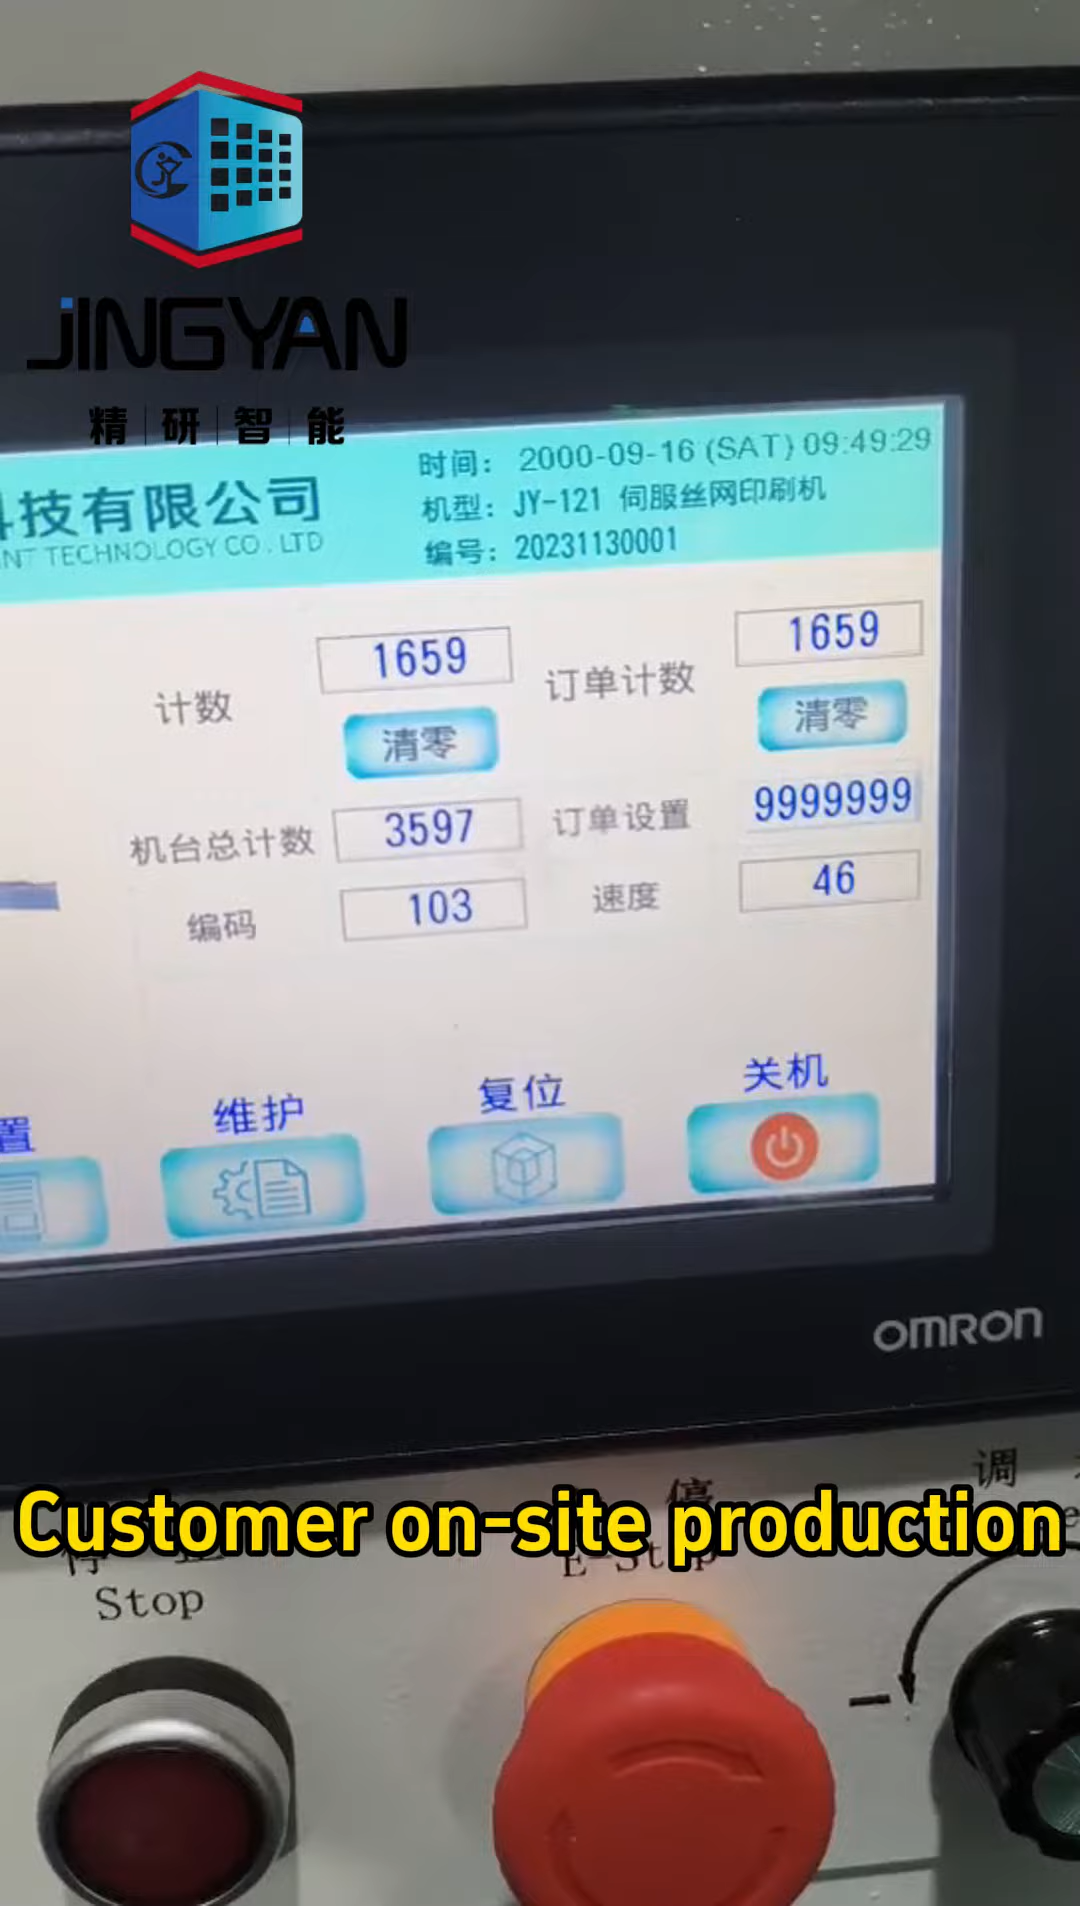 JINGYAN
精研智能
技有限公司
NT TECHNOLOGY CO.,LTD
时间： 2000-09-16 (SAT) 09:49:29
机型： JY-121 伺服丝网印刷机
编号： 20231130001
计数 1659
清零
订单计数 1659
清零
机台总计数 3597
订单设置 9999999
编码 103
速度 46
置
维护
复位
关机
OMRON
Customer on-site production
停
调
Stop
E-Stop